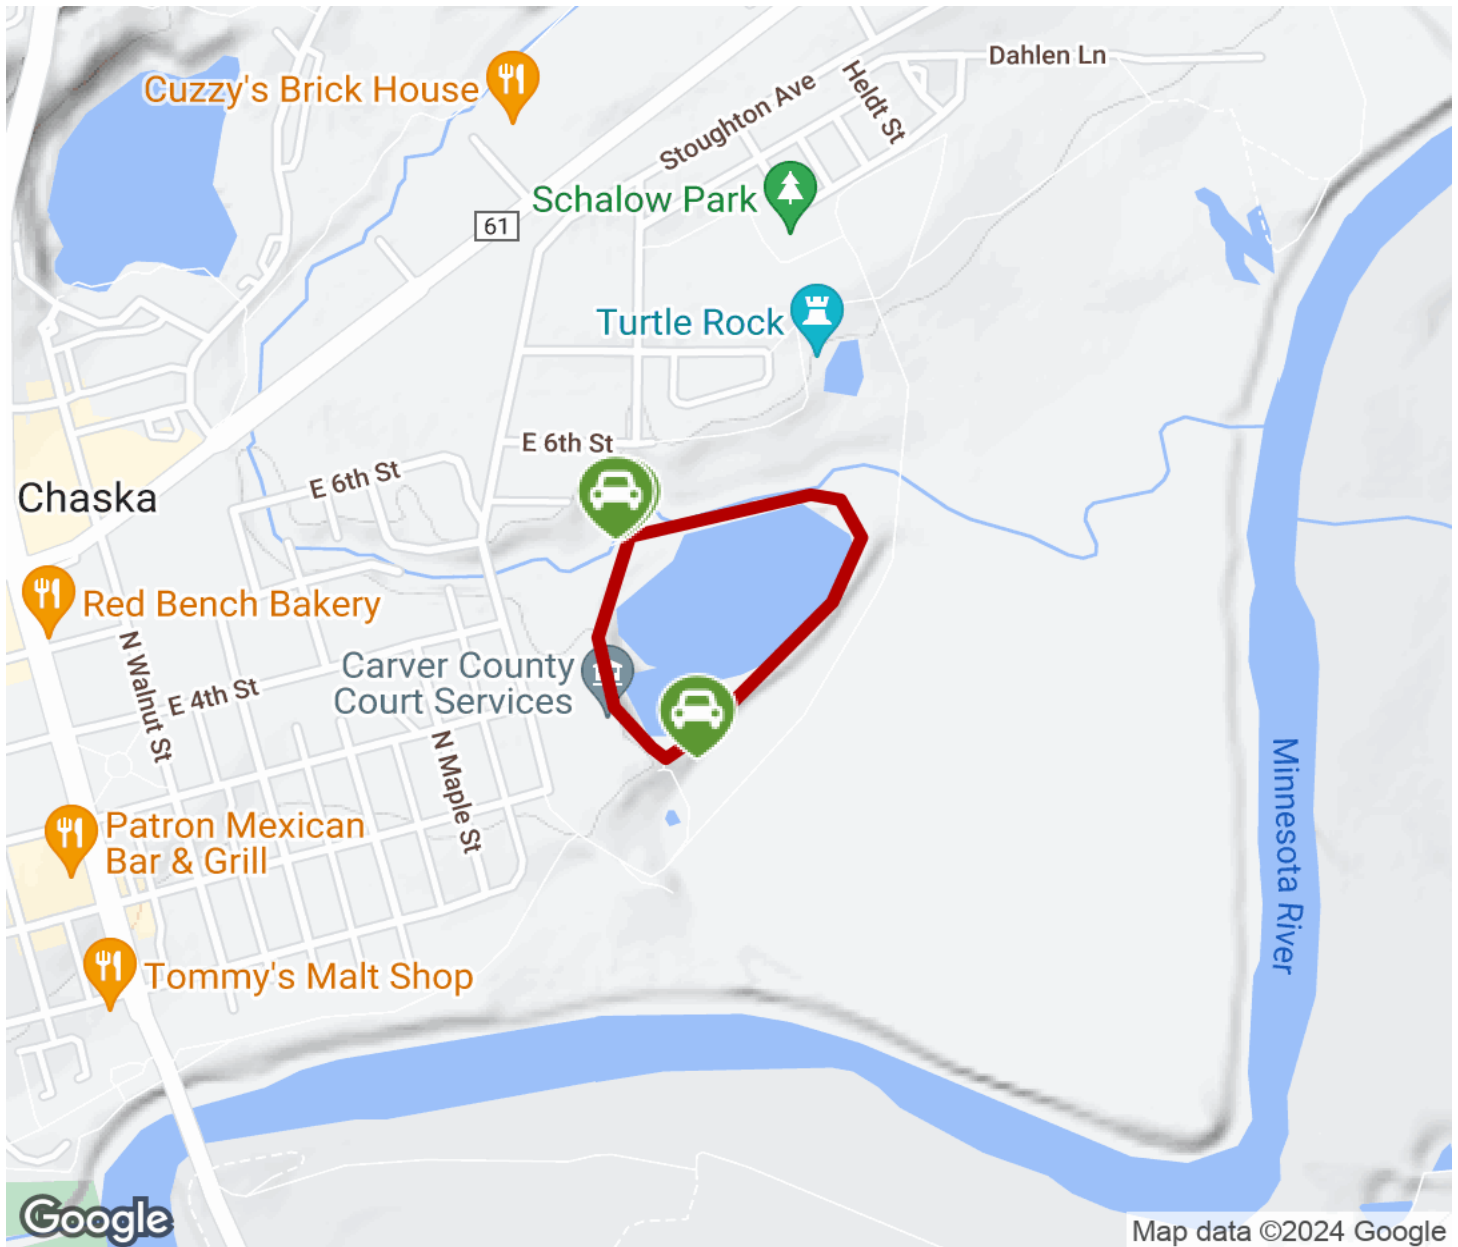 Dahlen Ln
Cuzzy's Brick House
Stoughton Ave
Heldt St
Schalow Park
61
Turtle Rock
E 6th St
E 6th St
Chaska
Red Bench Bakery
N Walnut St
Carver County
Court Services
E 4th St
N Maple St
Minnesota River
Patron Mexican
Bar & Grill
Tommy's Malt Shop
Google
Map data ©2024 Google